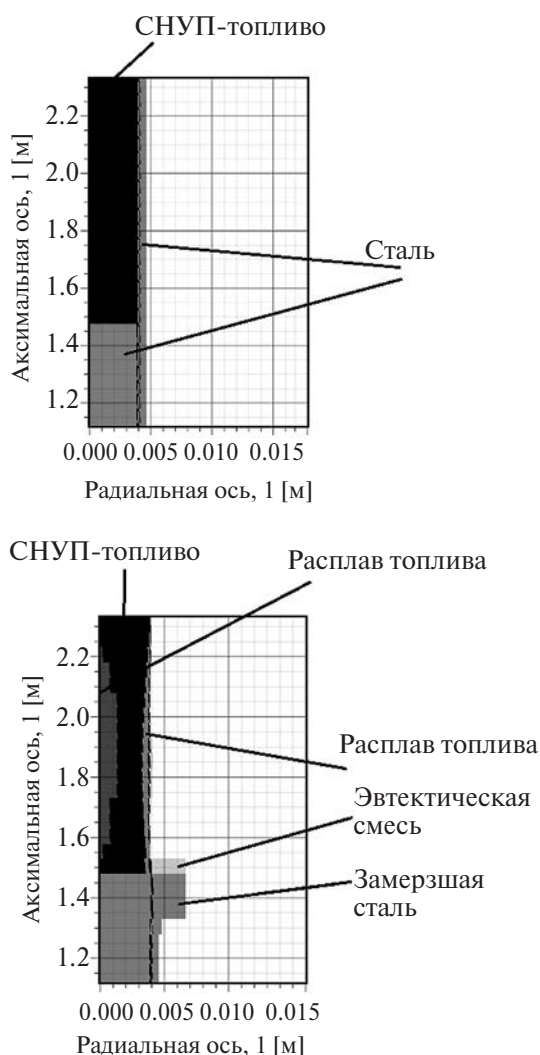 СНУП-топливо
Аксимальная ось, 1 [м]
2.2
2.0
1.8
1.6
1.4
1.2
Сталь
0.000 0.005 0.010 0.015
Радиальная ось, 1 [м]
СНУП-топливо
Расплав топлива
Аксимальная ось, 1 [м]
2.2
2.0
1.8
1.6
1.4
1.2
Расплав топлива
Эвтектическая
смесь
Замерзшая
сталь
0.000 0.005 0.010 0.015
Радиальная ось, 1 [м]